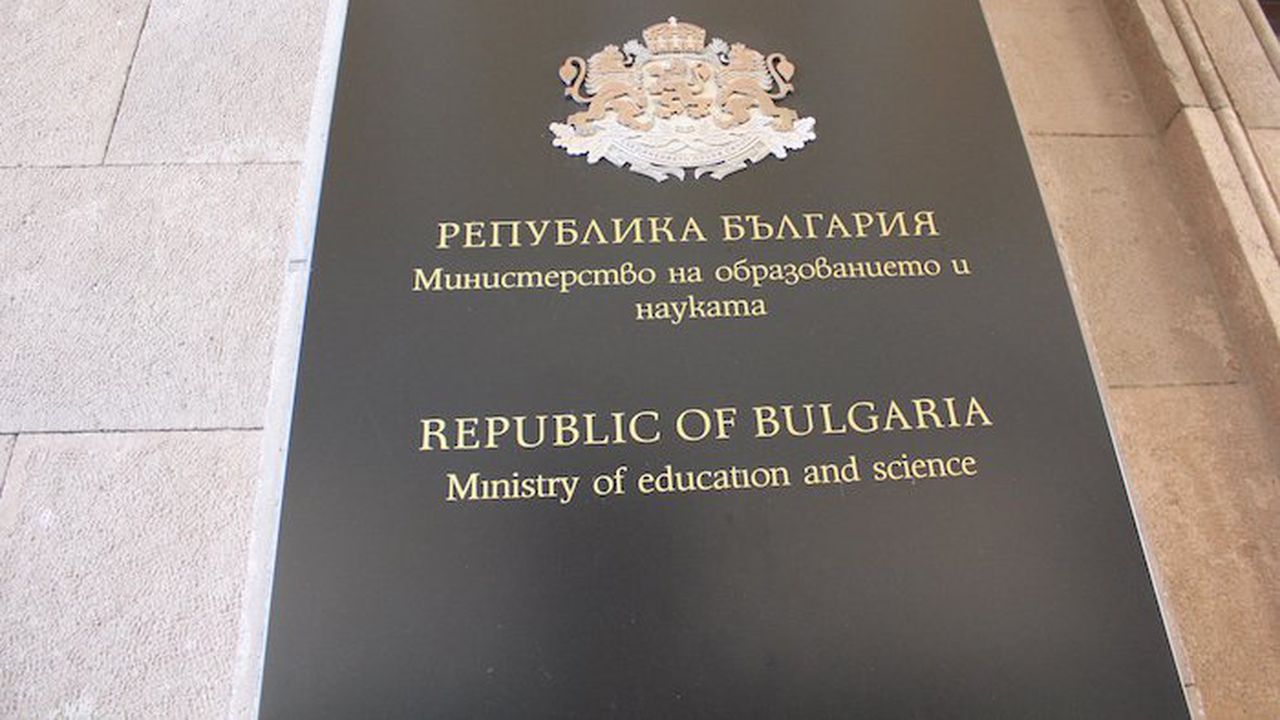 РЕПУБЛИКА БЪЛГАРИЯ
Министерство на образованието и
науката
REPUBLIC OF BULGARIA
Ministry of education and science